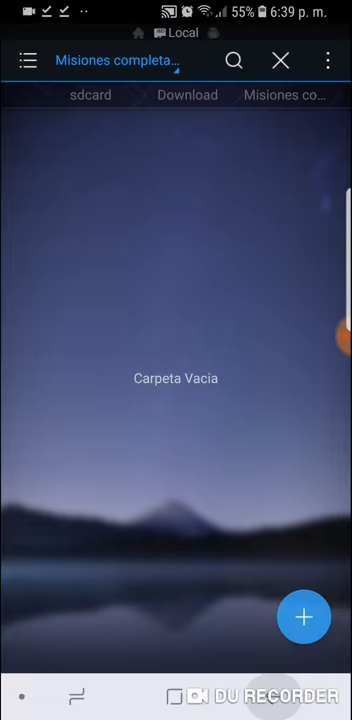 55% 6:39 p. m.
Local
Misiones completa...
sdcard Download Misiones co...
Carpeta Vacia
DU RECORDER